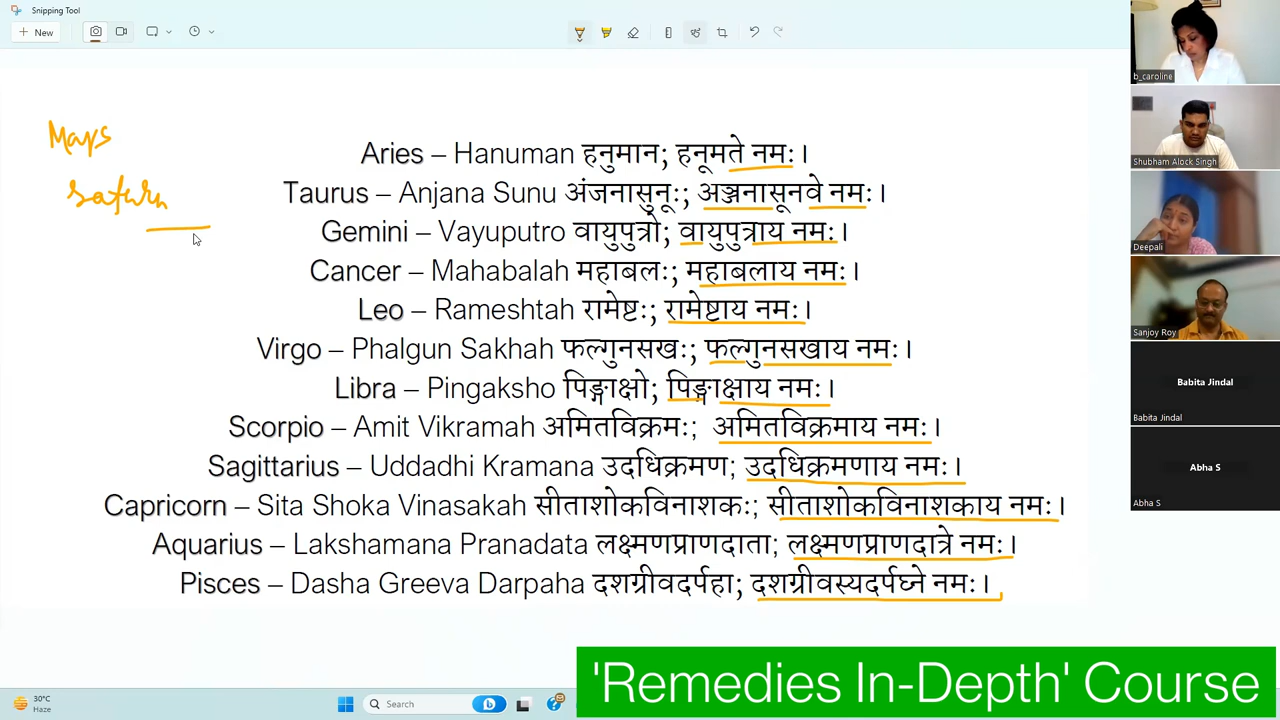 Snipping Tool
New
b_caroline
Mars
Saturn
Aries – Hanuman हनुमान; हनूमते नमः।
Taurus – Anjana Sunu अंजनासुनूः; अञ्जनासूनवे नमः।
Gemini – Vayuputro वायुपुत्रो; वायुपुत्राय नमः।
Cancer – Mahabalah महाबलः; महाबलाय नमः।
Leo – Rameshtah रामेष्टः; रामेष्टाय नमः।
Virgo – Phalgun Sakhah फल्गुनसखः; फल्गुनसखाय नमः।
Libra – Pingaksho पिङ्गाक्षो; पिङ्गाक्षाय नमः।
Scorpio – Amit Vikramah अमितविक्रमः; अमितविक्रमाय नमः।
Sagittarius – Uddadhi Kramana उदधिक्रमण; उदधिक्रमणाय नमः।
Capricorn – Sita Shoka Vinasakah सीताशोकविनाशकः; सीताशोकविनाशकाय नमः।
Aquarius – Lakshamana Pranadata लक्ष्मणप्राणदाता; लक्ष्मणप्राणदात्रे नमः।
Pisces – Dasha Greeva Darpaha दशग्रीवदर्पहा; दशग्रीवस्यदर्पघ्ने नमः।
Shubham Alock Singh
Deepali
Sanjoy Roy
Babita Jindal
Babita Jindal
Abha S
Abha S
'Remedies In-Depth' Course
30°C
Haze
Search